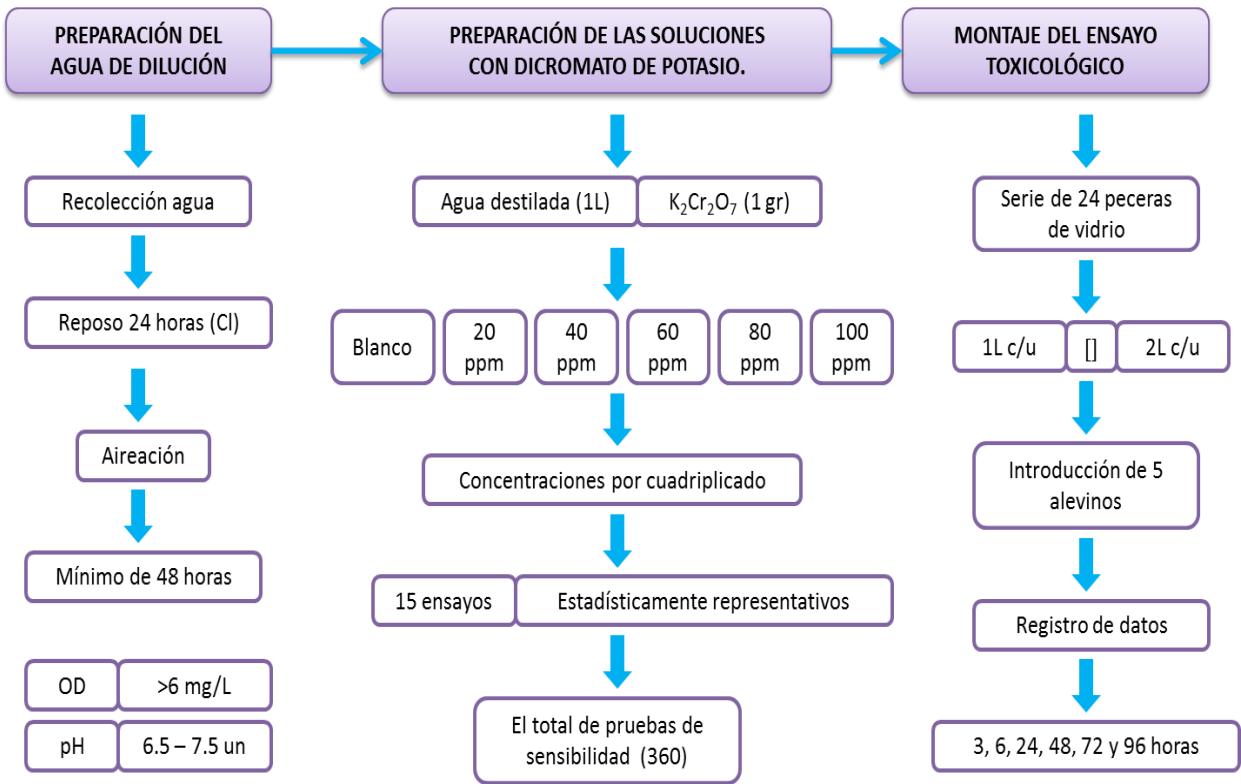 PREPARACIÓN DEL
AGUA DE DILUCIÓN
Recolección agua
Reposo 24 horas (Cl)
Aireación
Mínimo de 48 horas
OD
>6 mg/L
pH
6.5 – 7.5 un
PREPARACIÓN DE LAS SOLUCIONES
CON DICROMATO DE POTASIO.
Agua destilada (1L)
K₂Cr₂O₇ (1 gr)
Blanco
20
ppm
40
ppm
60
ppm
80
ppm
100
ppm
Concentraciones por cuadriplicado
15 ensayos
Estadísticamente representativos
El total de pruebas de
sensibilidad (360)
MONTAJE DEL ENSAYO
TOXICOLÓGICO
Serie de 24 peceras
de vidrio
1L c/u
[]
2L c/u
Introducción de 5
alevinos
Registro de datos
3, 6, 24, 48, 72 y 96 horas